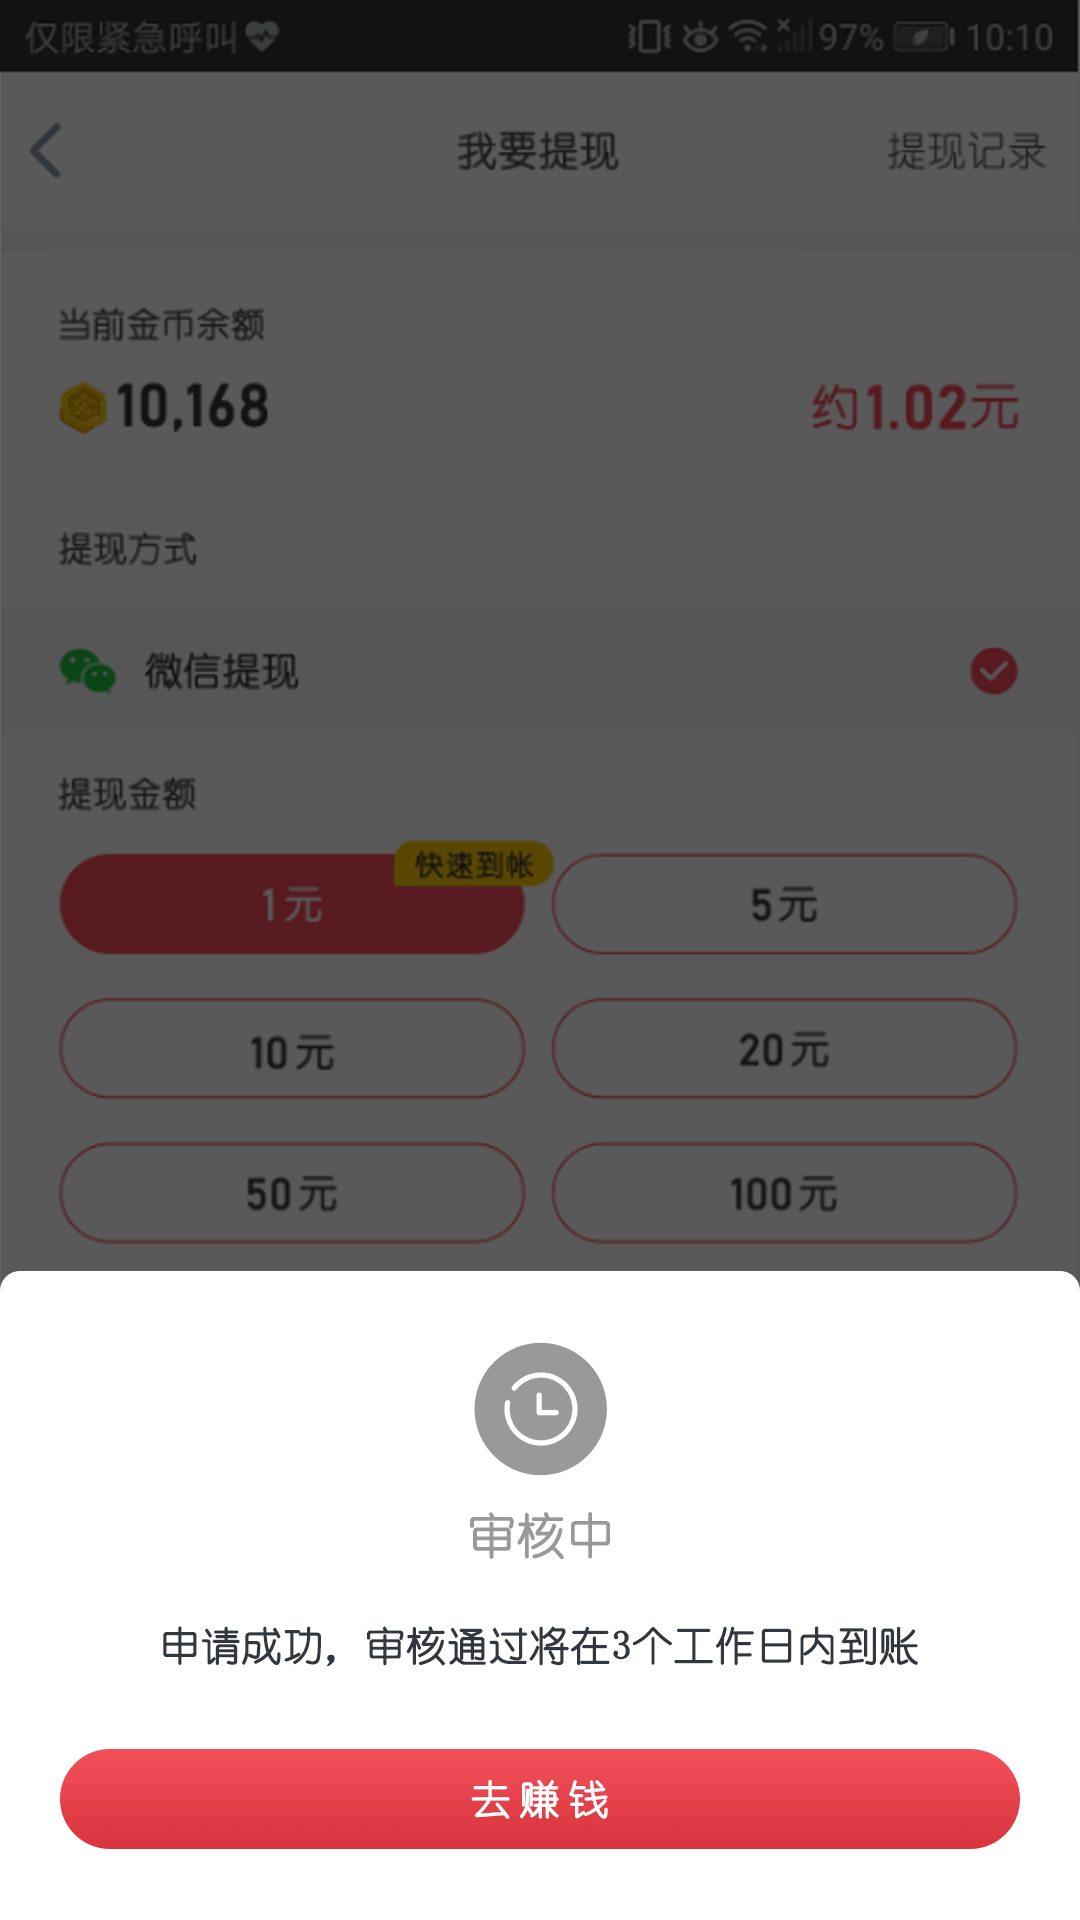 仅限紧急呼叫 97% 10:10
我要提现 提现记录
当前金币余额
10,168 约1.02元
提现方式
微信提现
提现金额
快速到帐
1元 5元
10元 20元
50元 100元
审核中
申请成功，审核通过将在3个工作日内到账
去赚钱